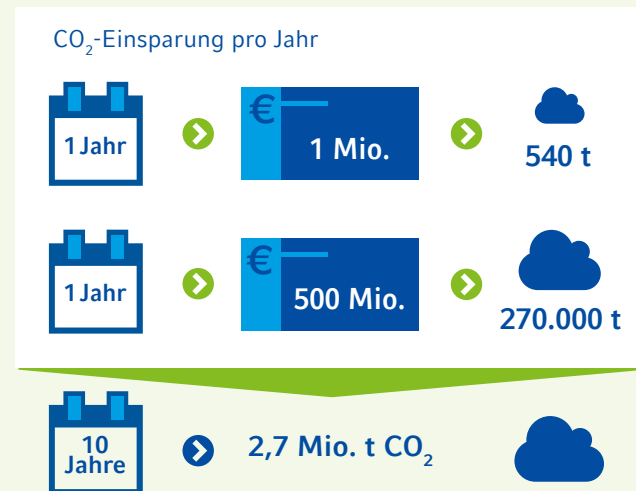 CO₂-Einsparung pro Jahr
1 Jahr
€
1 Mio.
540 t
1 Jahr
€
500 Mio.
270.000 t
10
Jahre
2,7 Mio. t CO₂